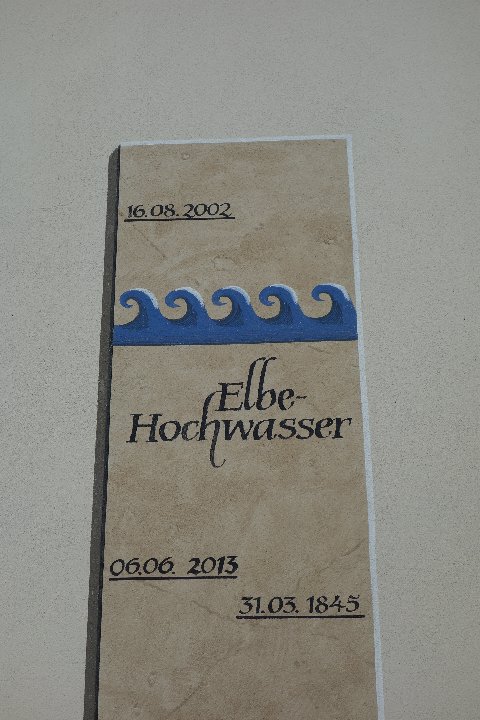 16.08.2002
Elbe-
Hochwasser
06.06. 2013
31.03. 1845